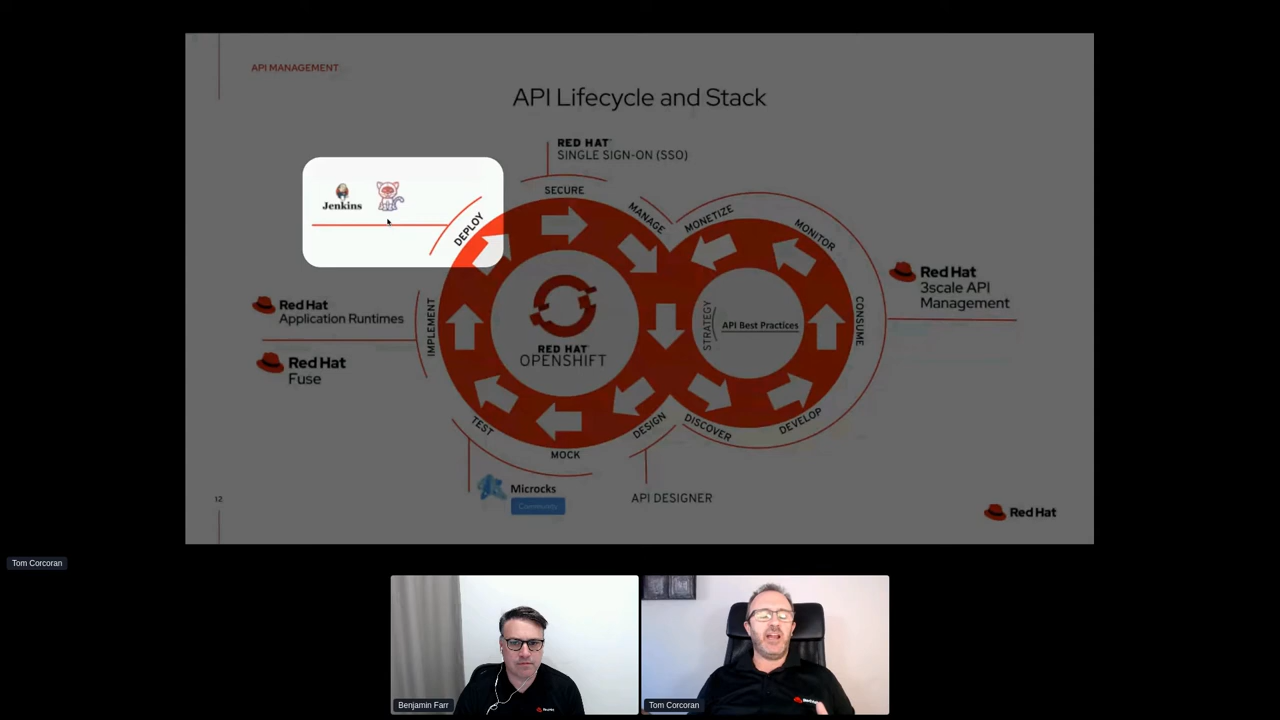 API MANAGEMENT
API Lifecycle and Stack
RED HAT
SINGLE SIGN-ON (SSO)
SECURE
MANAGE
MONETIZE
MONITOR
Jenkins
DEPLOY
Red Hat
3scale API
Management
Red Hat
Application Runtimes
IMPLEMENT
CONSUME
STRATEGY
API Best Practices
RED HAT
OPENSHIFT
Red Hat
Fuse
TEST
MOCK
DESIGN
DISCOVER
DEVELOP
Microcks
Community
API DESIGNER
12
Red Hat
Tom Corcoran
Benjamin Farr
Tom Corcoran